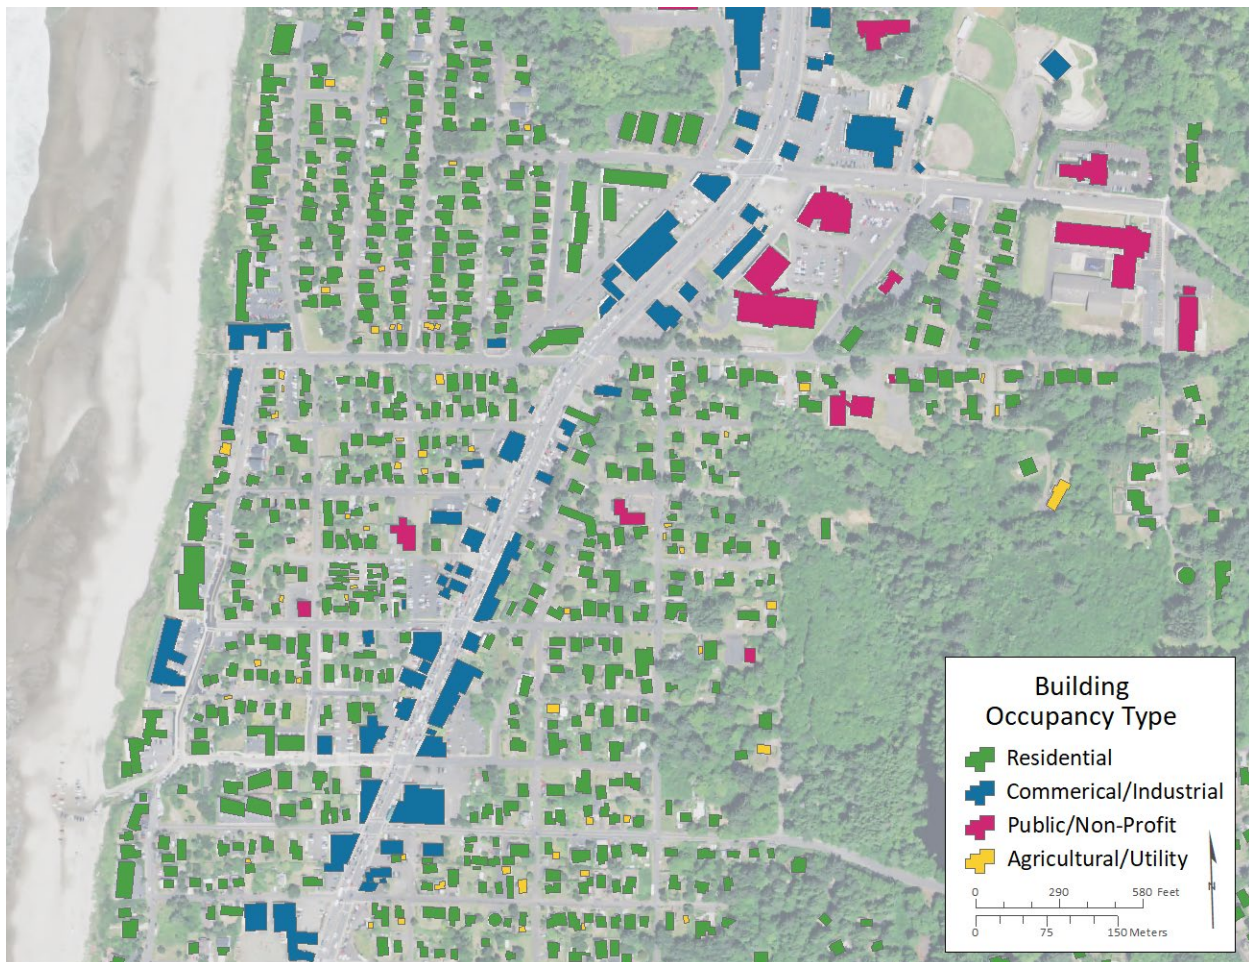 Building
Occupancy Type
Residential
Commerical/Industrial
Public/Non-Profit
Agricultural/Utility
N
0 290 580 Feet
0 75 150 Meters